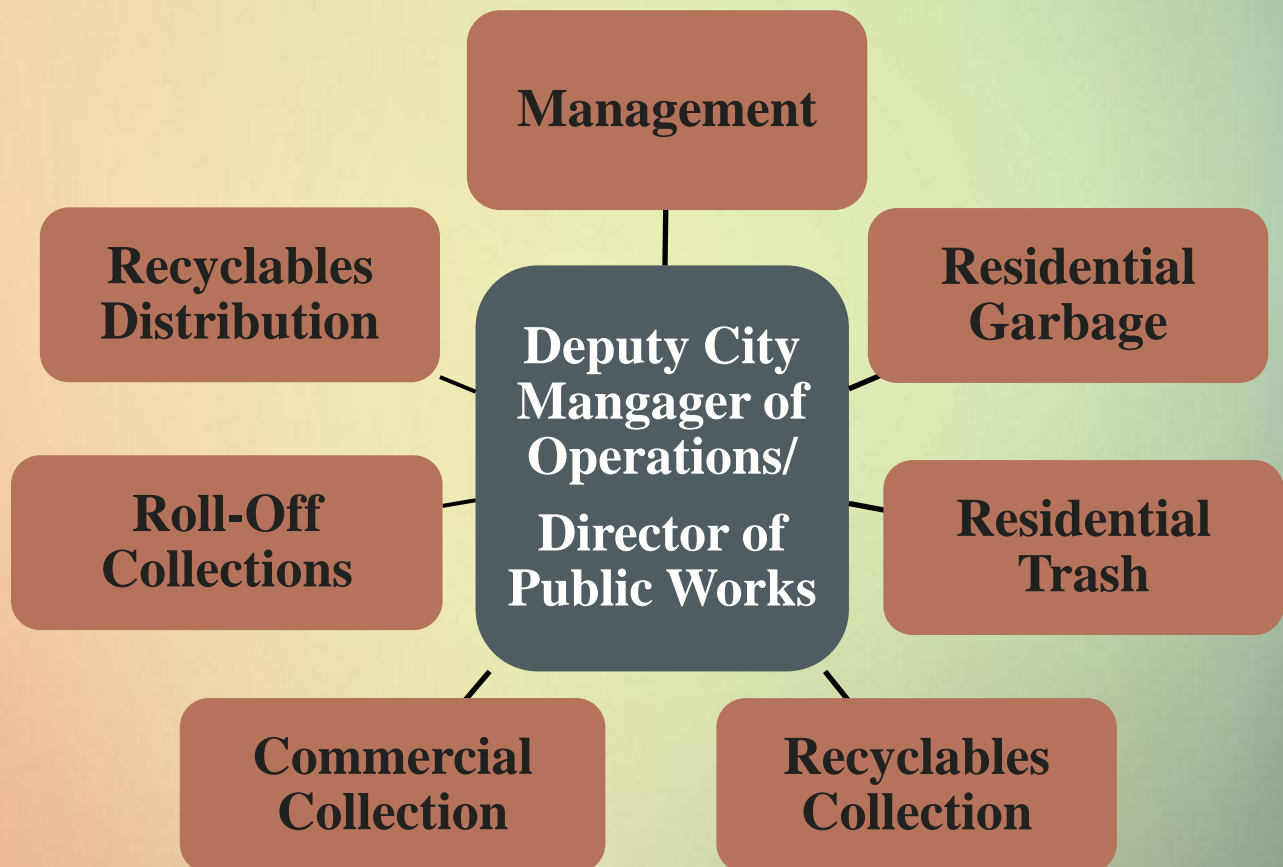 Management
Recyclables
Distribution
Residential
Garbage
Deputy City
Mangager of
Operations/
Director of
Public Works
Roll-Off
Collections
Residential
Trash
Commercial
Collection
Recyclables
Collection